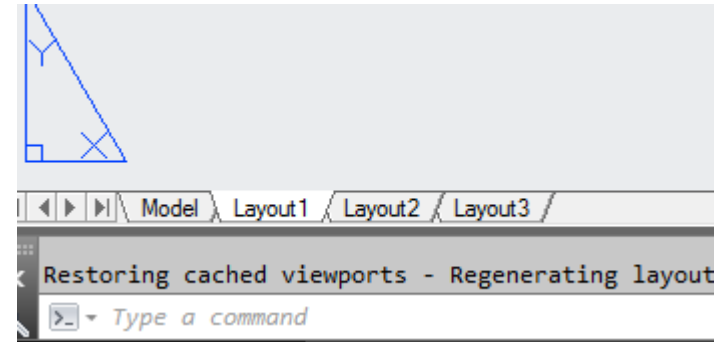 Y
X
Model Layout1 Layout2 Layout3
Restoring cached viewports - Regenerating layout
Type a command